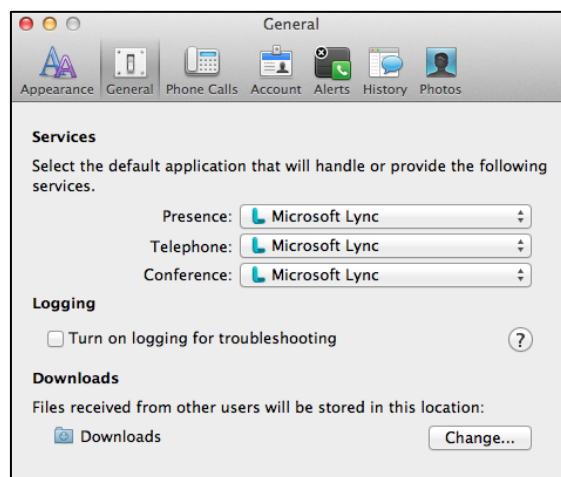 General
Appearance General Phone Calls Account Alerts History Photos
Services
Select the default application that will handle or provide the following
services.
Presence: Microsoft Lync
Telephone: Microsoft Lync
Conference: Microsoft Lync
Logging
Turn on logging for troubleshooting ?
Downloads
Files received from other users will be stored in this location:
Downloads Change...